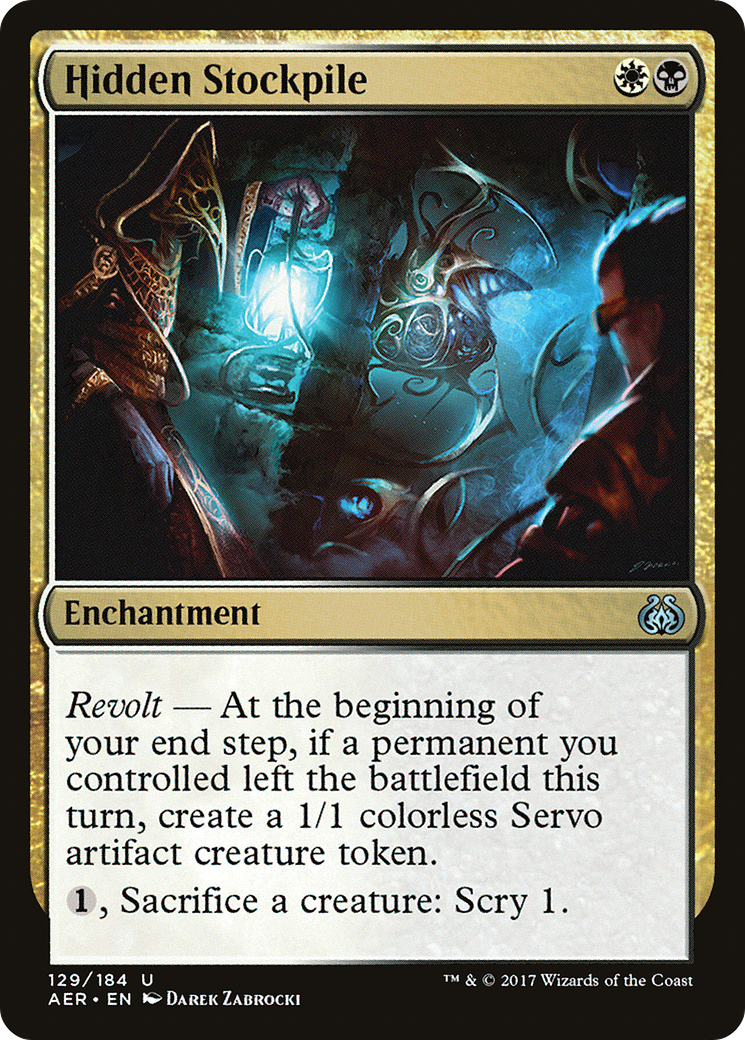 Hidden Stockpile
Enchantment
Revolt — At the beginning of
your end step, if a permanent you
controlled left the battlefield this
turn, create a 1/1 colorless Servo
artifact creature token.
1, Sacrifice a creature: Scry 1.
129/184 U
™ & © 2017 Wizards of the Coast
AER • EN Darek Zabrocki